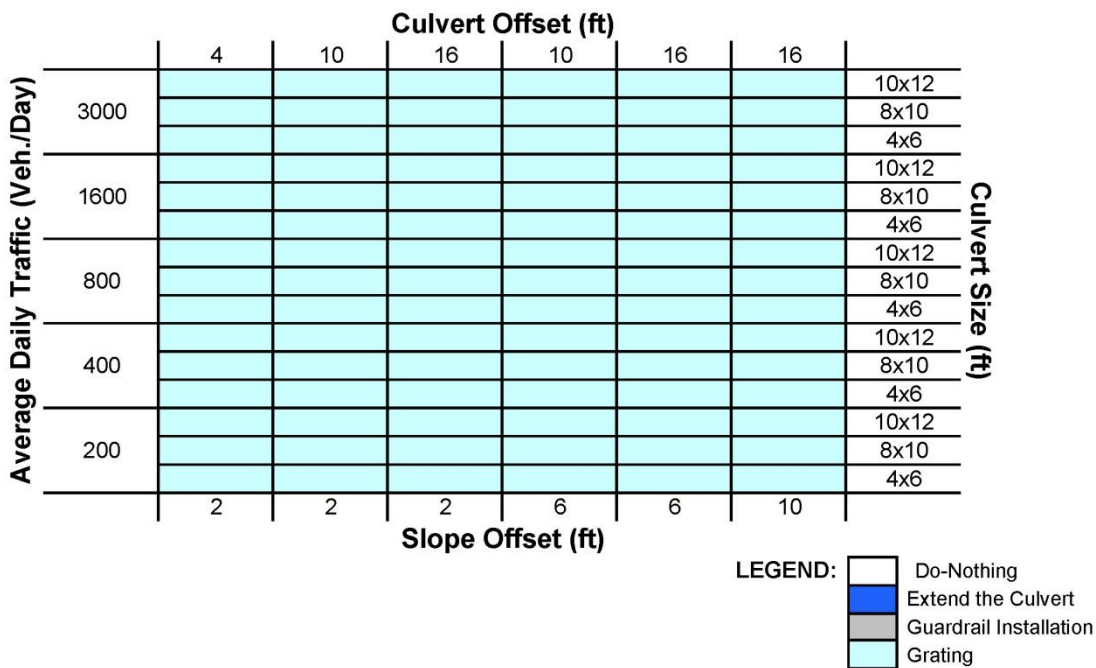 Culvert Offset (ft)
4 10 16 10 16 16
Average Daily Traffic (Veh./Day)
3000
10x12
8x10
4x6
1600
10x12
8x10
4x6
800
10x12
8x10
4x6
400
10x12
8x10
4x6
200
10x12
8x10
4x6
Culvert Size (ft)
2 2 2 6 6 10
Slope Offset (ft)
LEGEND:
Do-Nothing
Extend the Culvert
Guardrail Installation
Grating